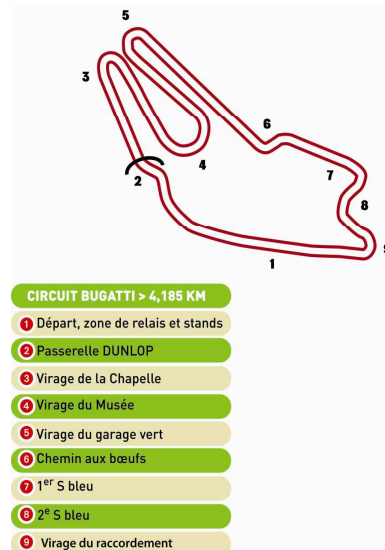 5
3
6
4
7
2
8
1
9
CIRCUIT BUGATTI > 4,185 KM
1 Départ, zone de relais et stands
2 Passerelle DUNLOP
3 Virage de la Chapelle
4 Virage du Musée
5 Virage du garage vert
6 Chemin aux bœufs
7 1er S bleu
8 2e S bleu
9 Virage du raccordement